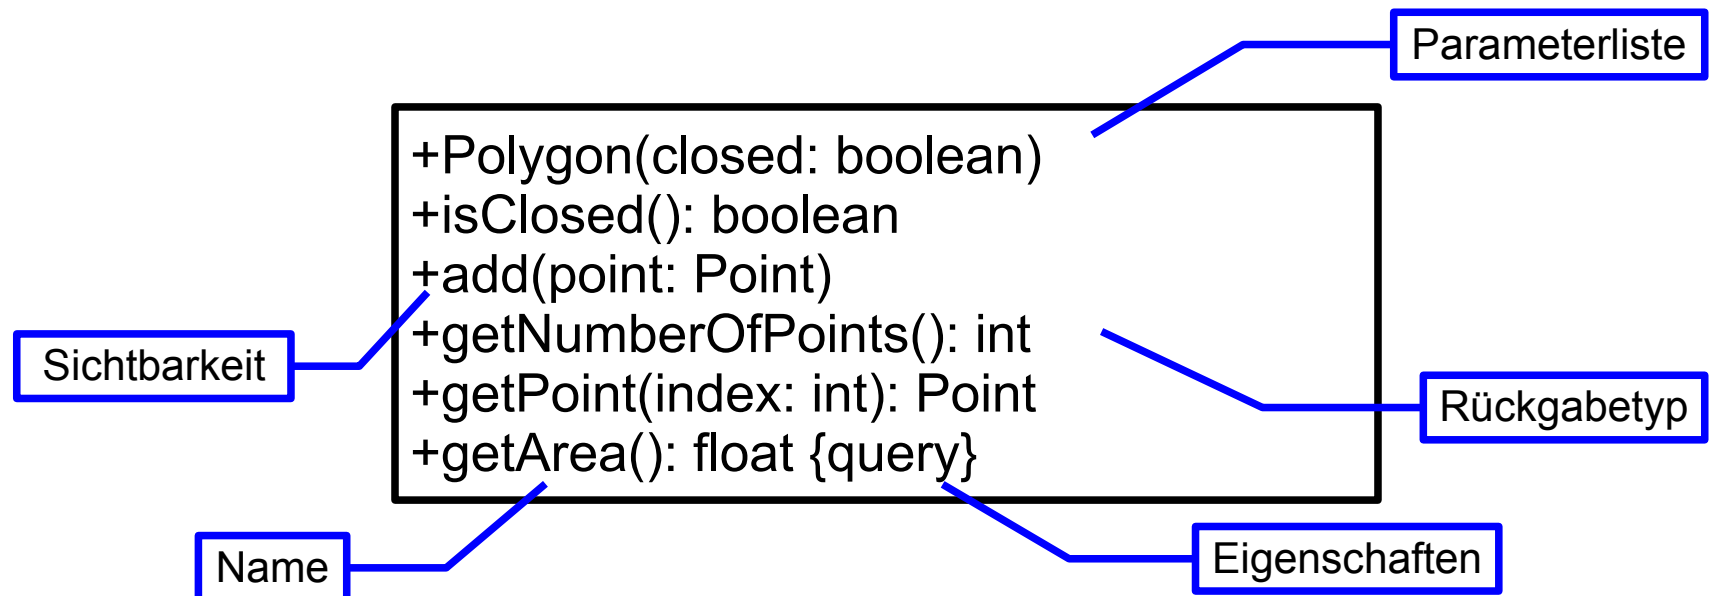 Parameterliste
+Polygon(closed: boolean)
+isClosed(): boolean
+add(point: Point)
+getNumberOfPoints(): int
Sichtbarkeit
+getPoint(index: int): Point
Rückgabetyp
+getArea(): float {query}
Eigenschaften
Name